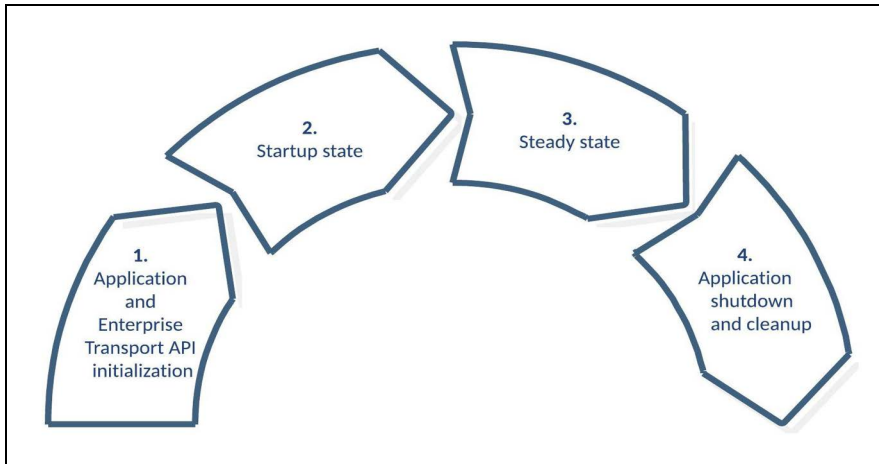 1.
Application
and
Enterprise
Transport API
initialization
2.
Startup state
3.
Steady state
4.
Application
shutdown
and cleanup